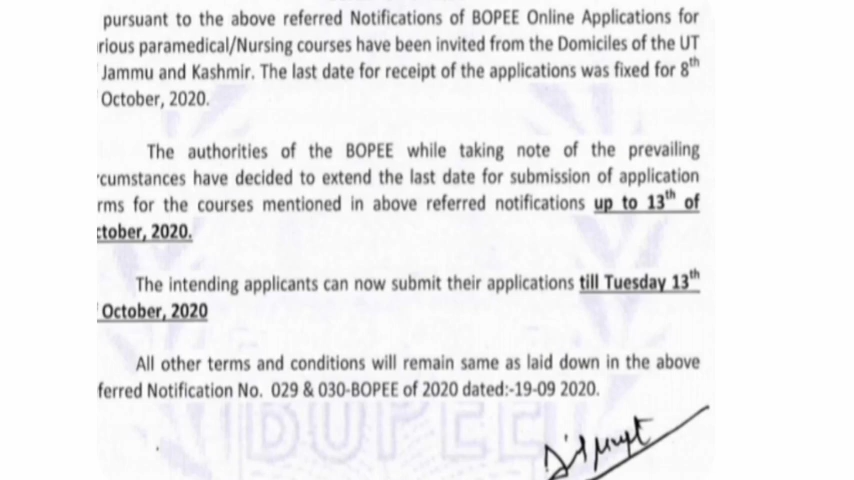 pursuant to the above referred Notifications of BOPEE Online Applications for
rious paramedical/Nursing courses have been invited from the Domiciles of the UT
Jammu and Kashmir. The last date for receipt of the applications was fixed for 8th
October, 2020.
The authorities of the BOPEE while taking note of the prevailing
cumstances have decided to extend the last date for submission of application
rms for the courses mentioned in above referred notifications up to 13th of
ctober, 2020.
The intending applicants can now submit their applications till Tuesday 13th
October, 2020
All other terms and conditions will remain same as laid down in the above
ferred Notification No. 029 & 030-BOPEE of 2020 dated:-19-09 2020.
BOPEE